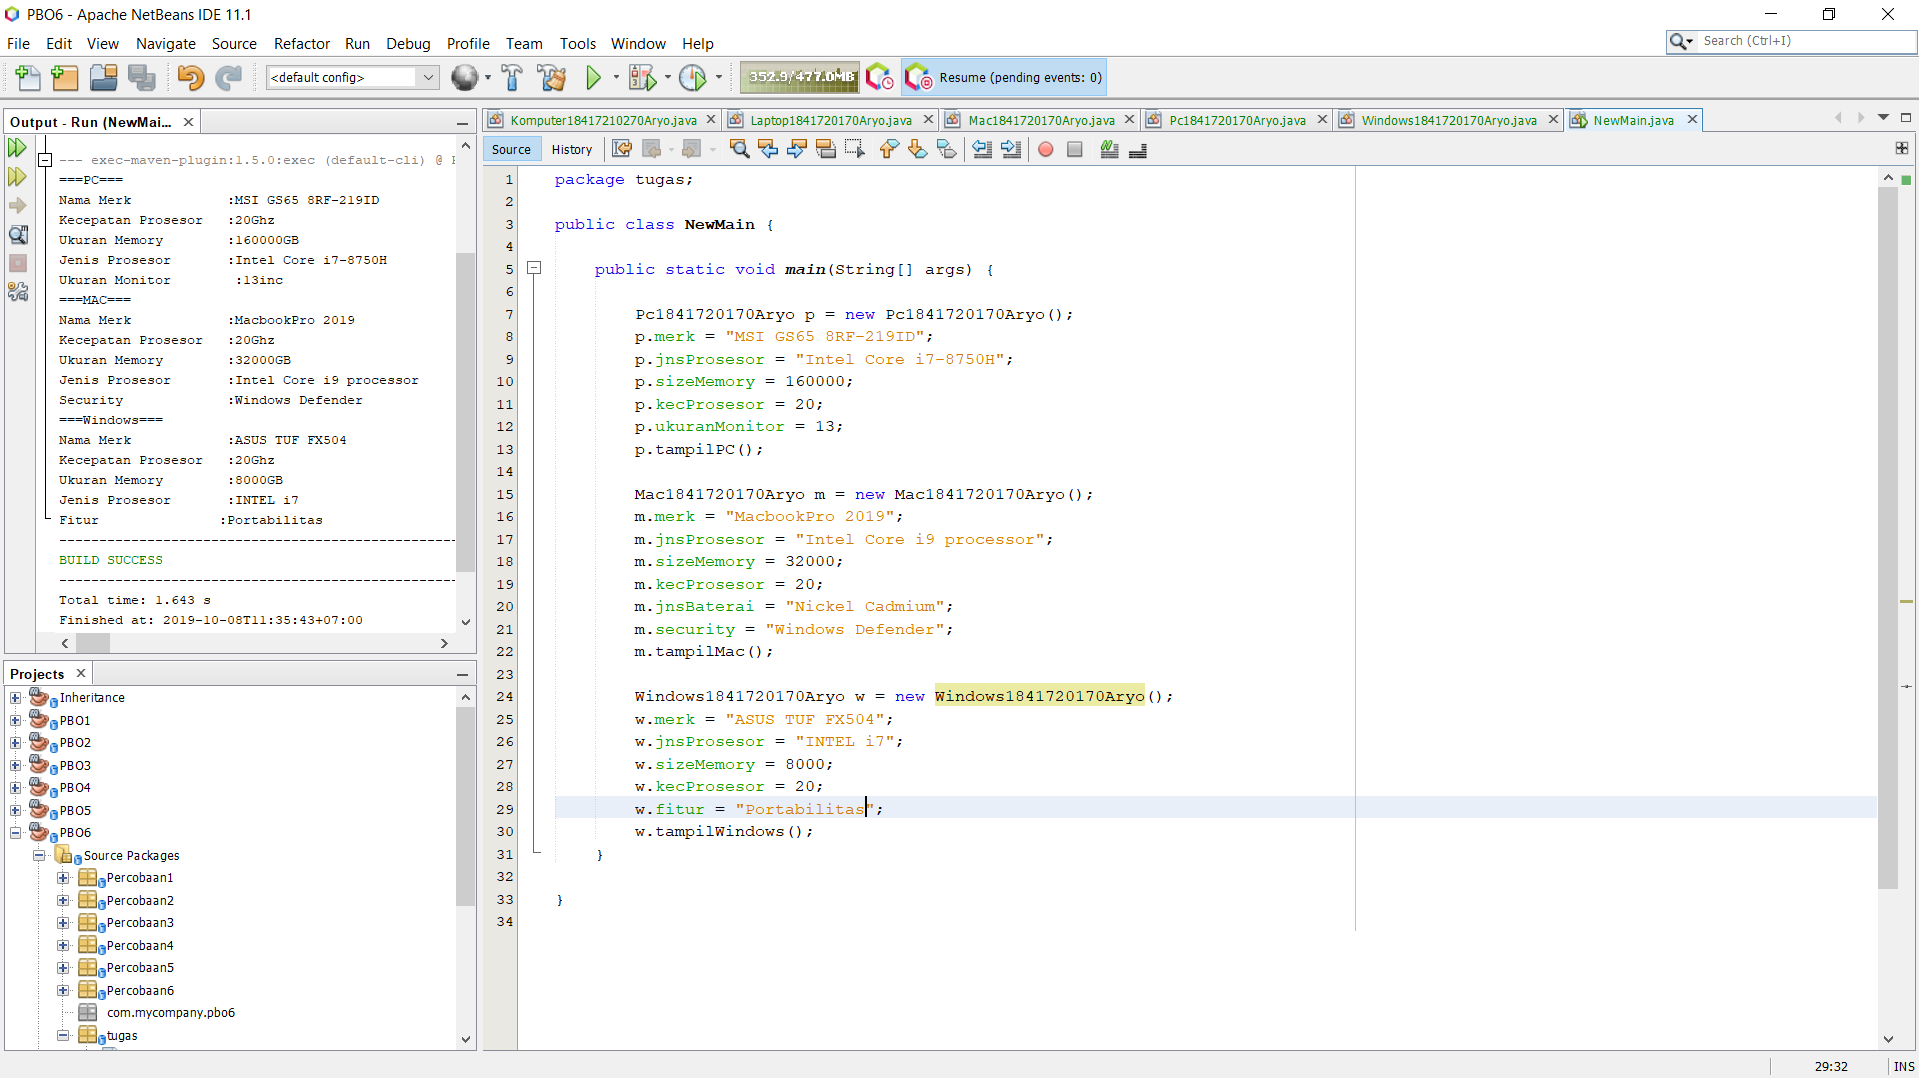 PBO6 - Apache NetBeans IDE 11.1
File Edit View Navigate Source Refactor Run Debug Profile Team Tools Window Help
Search (Ctrl+I)
<default config>
352.9/477.0MB
Resume (pending events: 0)
Output - Run (NewMai...
--- exec-maven-plugin:1.5.0:exec (default-cli) @
===PC===
Nama Merk :MSI GS65 8RF-219ID
Kecepatan Prosesor :20Ghz
Ukuran Memory :160000GB
Jenis Prosesor :Intel Core i7-8750H
Ukuran Monitor :13inc
===MAC===
Nama Merk :MacbookPro 2019
Kecepatan Prosesor :20Ghz
Ukuran Memory :32000GB
Jenis Prosesor :Intel Core i9 processor
Security :Windows Defender
===Windows===
Nama Merk :ASUS TUF FX504
Kecepatan Prosesor :20Ghz
Ukuran Memory :8000GB
Jenis Prosesor :INTEL i7
Fitur :Portabilitas
------------------------------------------------
BUILD SUCCESS
------------------------------------------------
Total time: 1.643 s
Finished at: 2019-10-08T11:35:43+07:00
Projects
Inheritance
PBO1
PBO2
PBO3
PBO4
PBO5
PBO6
Source Packages
Percobaan1
Percobaan2
Percobaan3
Percobaan4
Percobaan5
Percobaan6
com.mycompany.pbo6
tugas
Komputer18417210270Aryo.java Laptop1841720170Aryo.java Mac1841720170Aryo.java Pc1841720170Aryo.java Windows1841720170Aryo.java NewMain.java
Source History
1 package tugas;
2
3 public class NewMain {
4
5 public static void main(String[] args) {
6
7 Pc1841720170Aryo p = new Pc1841720170Aryo();
8 p.merk = "MSI GS65 8RF-219ID";
9 p.jnsProsesor = "Intel Core i7-8750H";
10 p.sizeMemory = 160000;
11 p.kecProsesor = 20;
12 p.ukuranMonitor = 13;
13 p.tampilPC();
14
15 Mac1841720170Aryo m = new Mac1841720170Aryo();
16 m.merk = "MacbookPro 2019";
17 m.jnsProsesor = "Intel Core i9 processor";
18 m.sizeMemory = 32000;
19 m.kecProsesor = 20;
20 m.jnsBaterai = "Nickel Cadmium";
21 m.security = "Windows Defender";
22 m.tampilMac();
23
24 Windows1841720170Aryo w = new Windows1841720170Aryo();
25 w.merk = "ASUS TUF FX504";
26 w.jnsProsesor = "INTEL i7";
27 w.sizeMemory = 8000;
28 w.kecProsesor = 20;
29 w.fitur = "Portabilitas";
30 w.tampilWindows();
31 }
32
33 }
34
29:32 INS